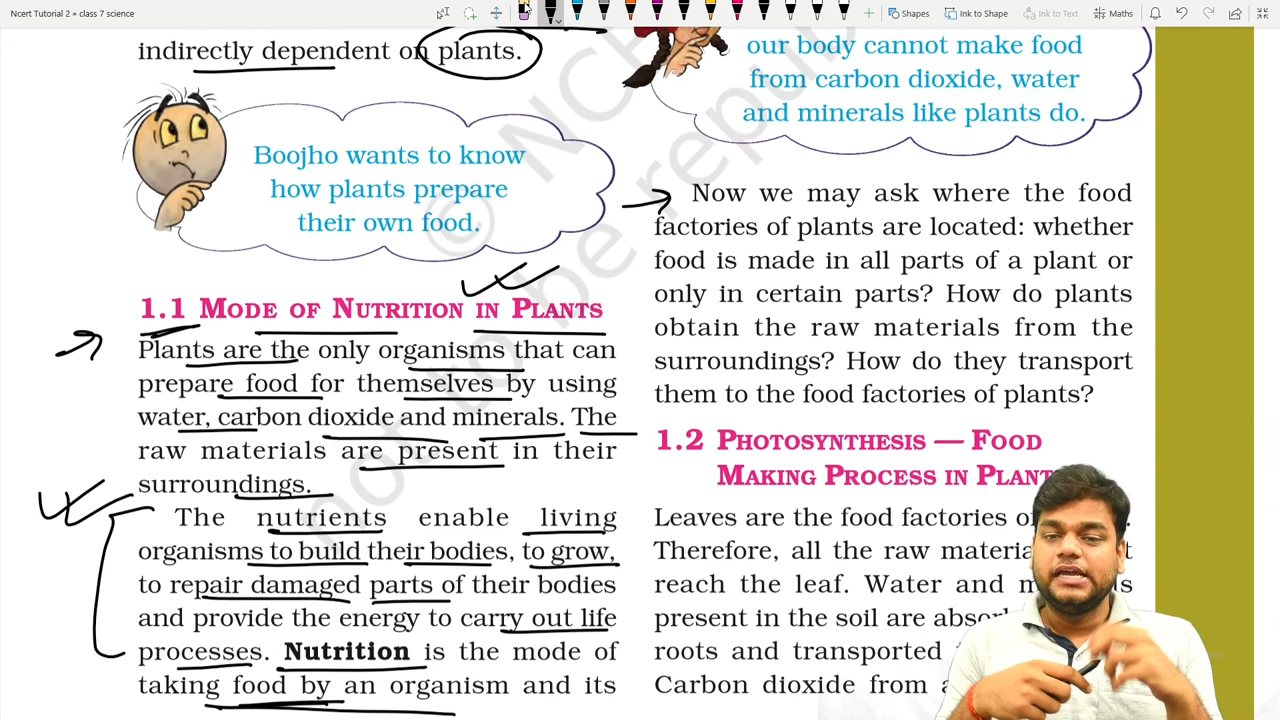 Ncert Tutorial 2 » class 7 science
Shapes
Ink to Shape
Ink to Text
Maths
indirectly dependent on plants.
Boojho wants to know
how plants prepare
their own food.
1.1 MODE OF NUTRITION IN PLANTS
Plants are the only organisms that can
prepare food for themselves by using
water, carbon dioxide and minerals. The
raw materials are present in their
surroundings.
The nutrients enable living
organisms to build their bodies, to grow,
to repair damaged parts of their bodies
and provide the energy to carry out life
processes. Nutrition is the mode of
taking food by an organism and its
our body cannot make food
from carbon dioxide, water
and minerals like plants do.
Now we may ask where the food
factories of plants are located: whether
food is made in all parts of a plant or
only in certain parts? How do plants
obtain the raw materials from the
surroundings? How do they transport
them to the food factories of plants?
1.2 PHOTOSYNTHESIS — FOOD
MAKING PROCESS IN PLANT
Leaves are the food factories
Therefore, all the raw
reach the leaf. Water and
present in the soil are
roots and transported
Carbon dioxide from
© NCE
not to be republ